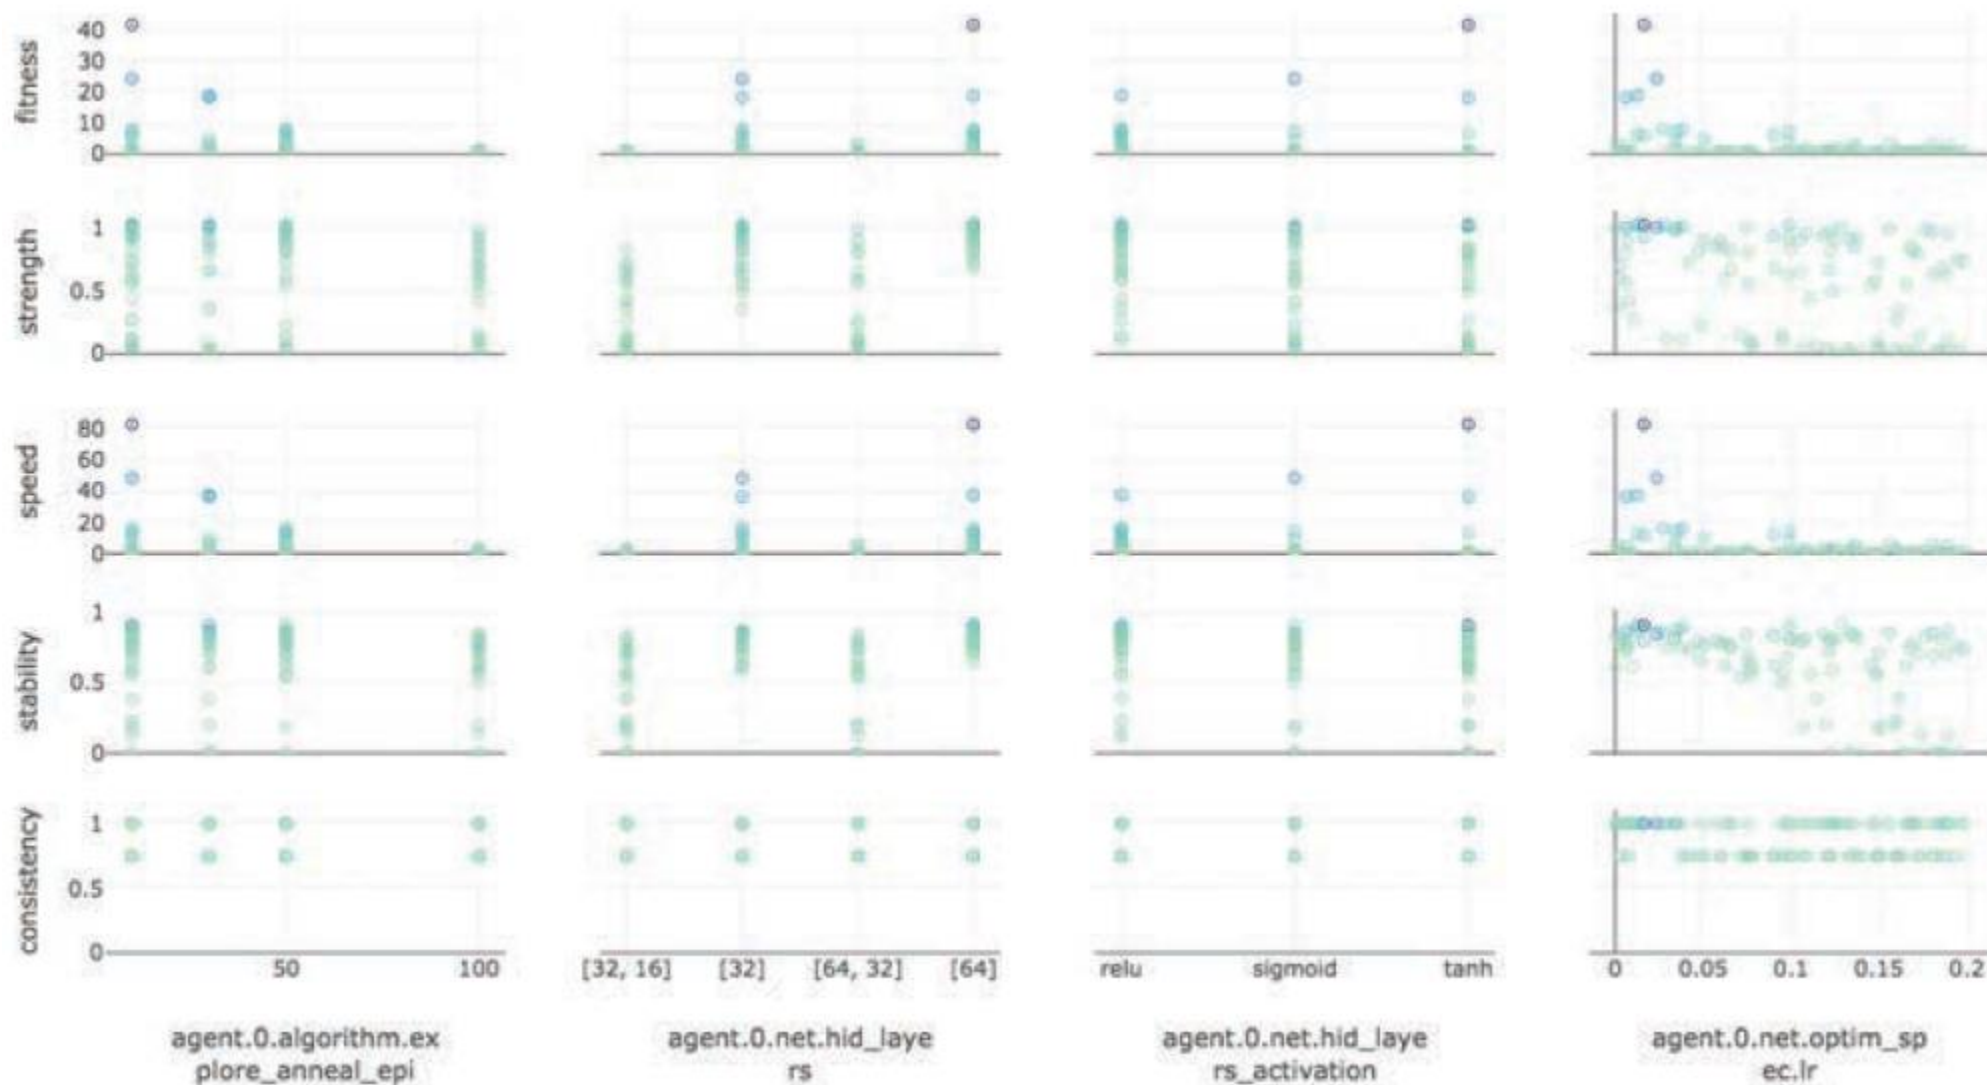 fitness
40
30
20
10
0
strength
1
0.5
0
speed
80
60
40
20
0
stability
1
0.5
0
consistency
1
0.5
0
50 100
[32, 16] [32] [64, 32] [64]
relu sigmoid tanh
0 0.05 0.1 0.15 0.2
agent.0.algorithm.ex
plore_anneal_epi
agent.0.net.hid_laye
rs
agent.0.net.hid_laye
rs_activation
agent.0.net.optim_sp
ec.lr